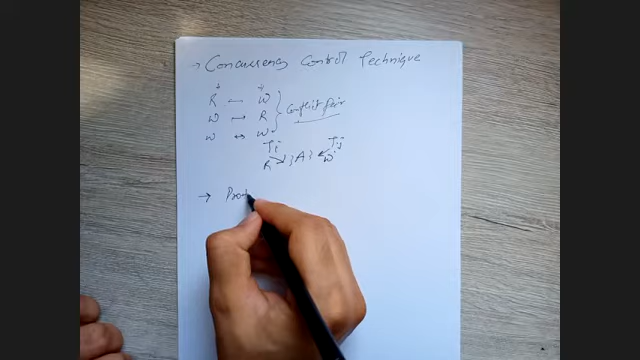 → Concurrency Control Technique
R — W } Conflict pair
W ↔ R
W ↔ W
Ti Tj
R → } A } ← W
→ Prot